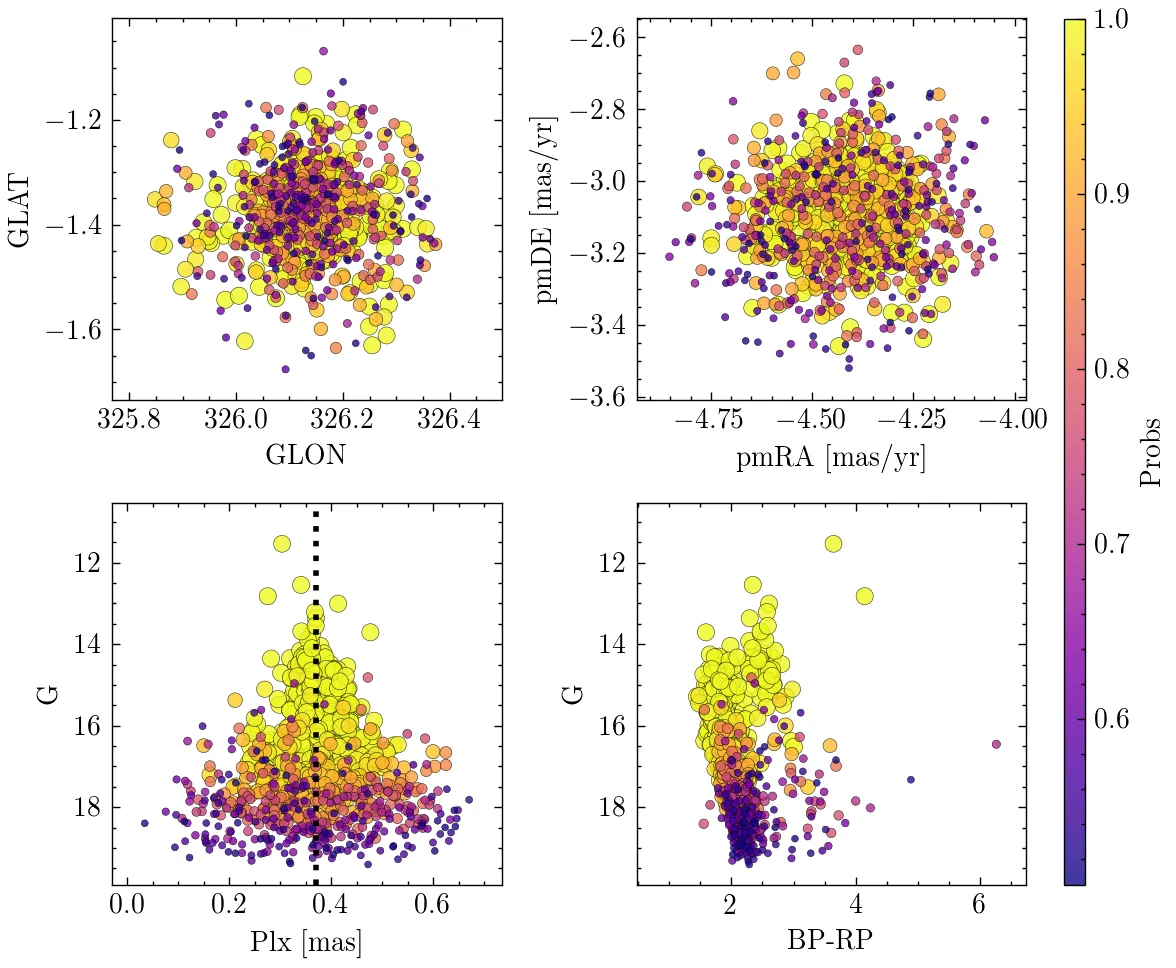 −1.2
−1.4
−1.6
GLAT
325.8 326.0 326.2 326.4
GLON
−2.6
−2.8
−3.0
−3.2
−3.4
−3.6
pmDE [mas/yr]
−4.75 −4.50 −4.25 −4.00
pmRA [mas/yr]
12
14
16
18
G
0.0 0.2 0.4 0.6
Plx [mas]
12
14
16
18
G
2 4 6
BP-RP
1.0
0.9
0.8
0.7
0.6
Probs